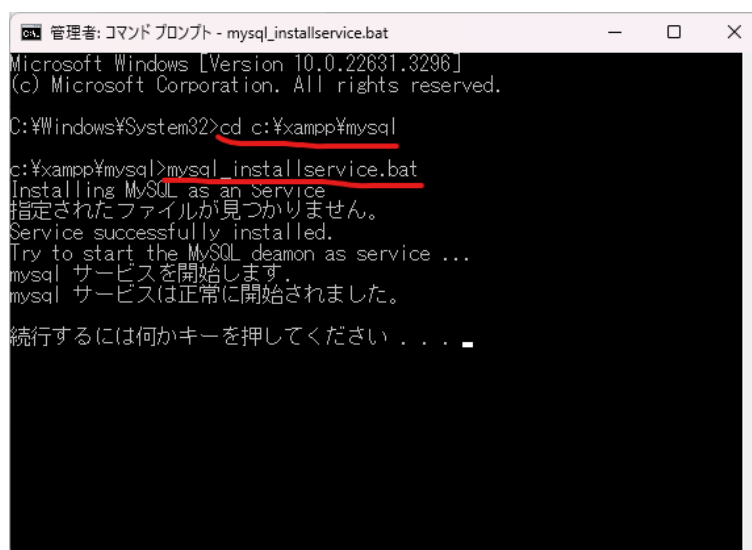 管理者: コマンド プロンプト - mysql_installservice.bat
Microsoft Windows [Version 10.0.22631.3296]
(c) Microsoft Corporation. All rights reserved.
C:¥Windows¥System32>cd c:¥xampp¥mysql
c:¥xampp¥mysql>mysql_installservice.bat
Installing MySQL as an Service
指定されたファイルが見つかりません。
Service successfully installed.
Try to start the MySQL deamon as service ...
mysql サービスを開始します.
mysql サービスは正常に開始されました。
続行するには何かキーを押してください . . .